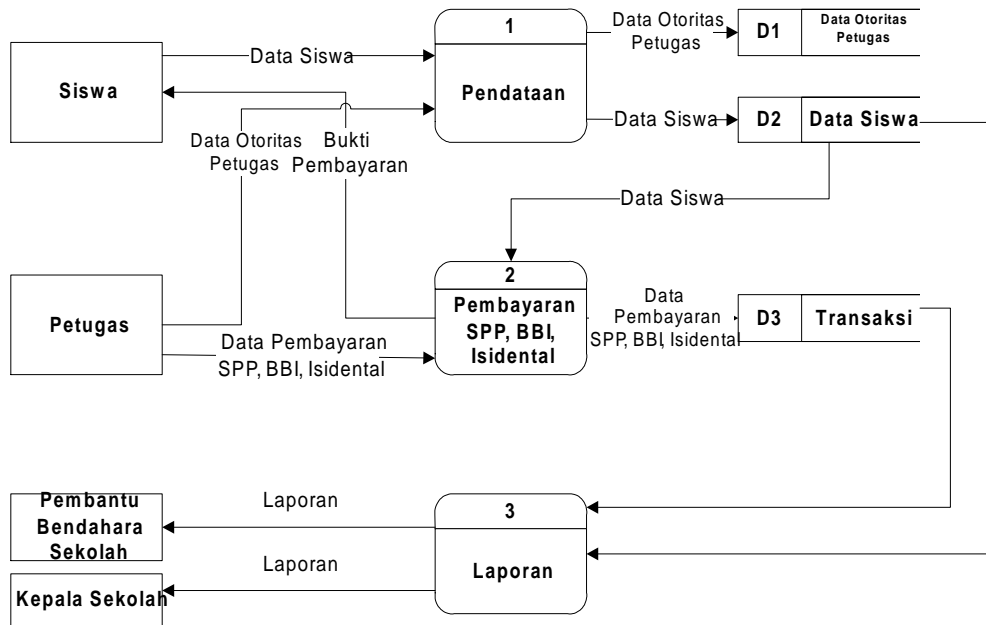 1
Data Otoritas
Petugas
D1
Data Otoritas
Petugas
Siswa
Data Siswa
Pendataan
Data Siswa
D2
Data Siswa
Data Otoritas
Petugas
Bukti
Pembayaran
Data Siswa
Petugas
Data Pembayaran
SPP, BBI, Isidental
2
Pembayaran
SPP, BBI,
Isidental
Data
Pembayaran
SPP, BBI, Isidental
D3
Transaksi
Pembantu
Bendahara
Sekolah
Laporan
3
Laporan
Kepala Sekolah
Laporan